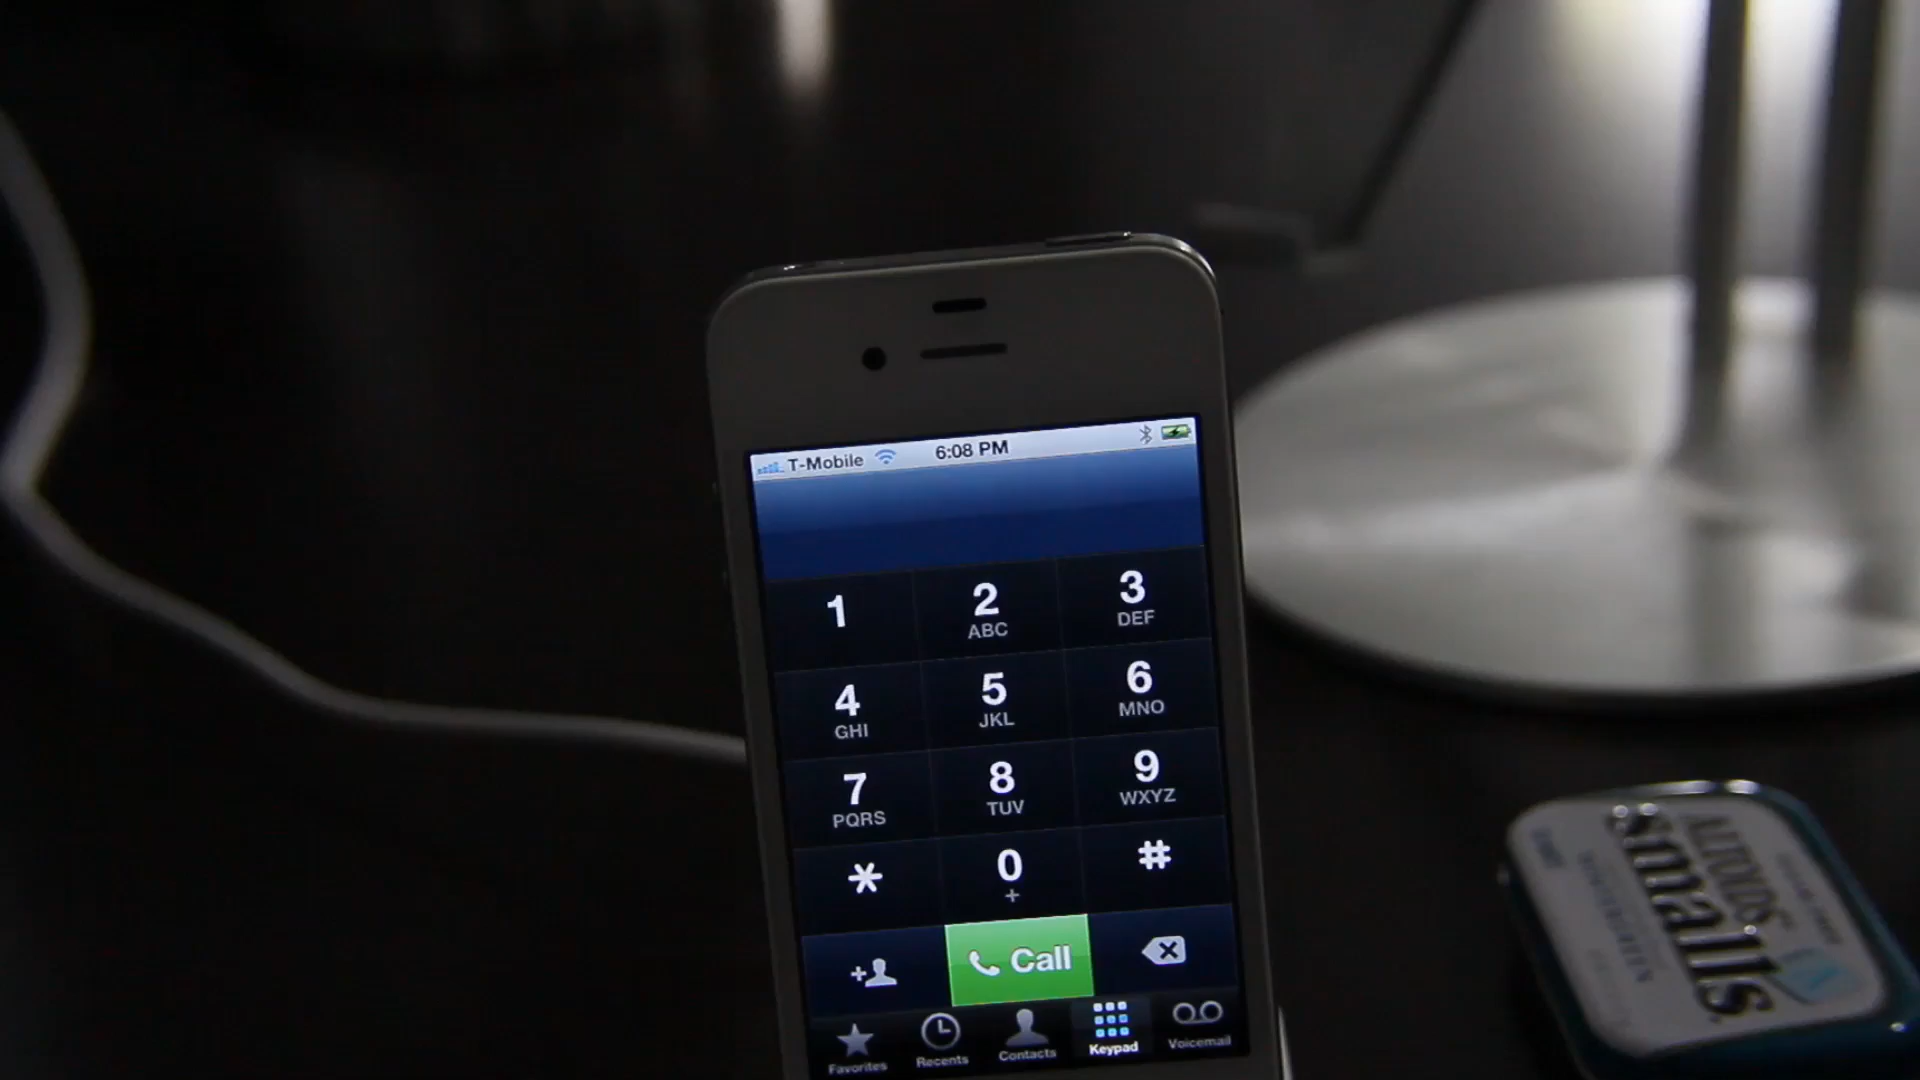 T-Mobile 6:08 PM
1 2 3
ABC DEF
4 5 6
GHI JKL MNO
7 8 9
PQRS TUV WXYZ
* 0 #
+
+ Call
Favorites Recents Contacts Keypad Voicemail
ALTOIDS
Smalls